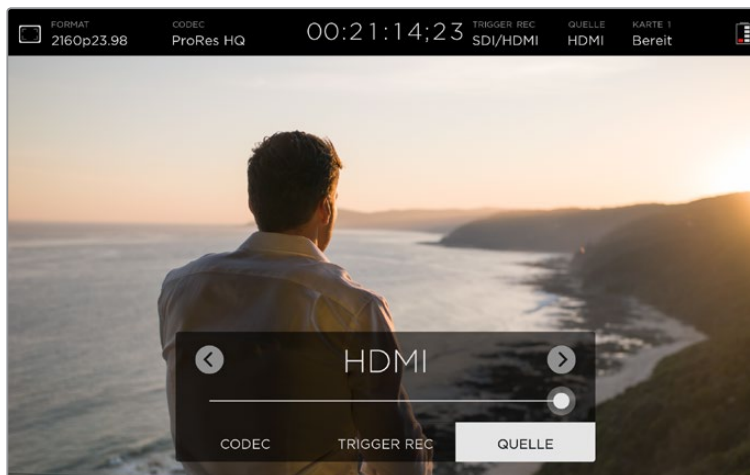 FORMAT CODEC TRIGGER REC QUELLE KARTE 1
2160p23.98 ProRes HQ 00:21:14;23 SDI/HDMI HDMI Bereit
HDMI
CODEC TRIGGER REC QUELLE